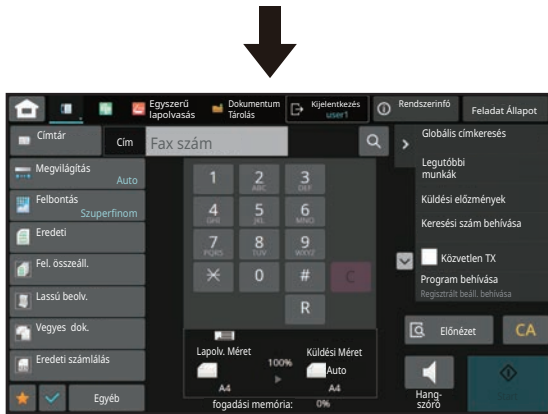 Egyszerű
lapolvasás
Dokumentum
Tárolás
Kijelentkezés
user1
Rendszerinfó
Feladat Állapot
Címtár
Cím
Fax szám
Globális címkeresés
Megvilágítás
Auto
Legutóbbi
munkák
Felbontás
Szuperfinom
Küldési előzmények
Eredeti
Keresési szám behívása
Fel. összeáll.
Közvetlen TX
Lassú beolv.
Program behívása
Regisztrált beáll. behívása
Vegyes dok.
Eredeti számlálás
Egyéb
1
2
ABC
3
DEF
4
GHI
5
JKL
6
MNO
7
PQRS
8
TUV
9
WXYZ
0
#
C
R
Lapolv. Méret
100%
Küldési Méret
Auto
A4
A4
fogadási memória: 0%
Előnézet
CA
Hang-
szóró
Start